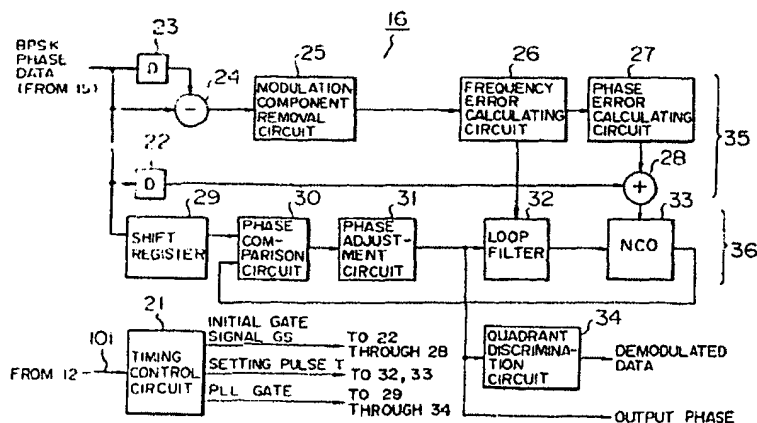 16
BPSK
PHASE
DATA
(FROM 15)
23
D
24
−
25
MODULATION
COMPONENT
REMOVAL
CIRCUIT
26
FREQUENCY
ERROR
CALCULATING
CIRCUIT
27
PHASE
ERROR
CALCULATING
CIRCUIT
35
22
D
28
+
29
SHIFT
REGISTER
30
PHASE
COM-
PARISON
CIRCUIT
31
PHASE
ADJUST-
MENT
CIRCUIT
32
LOOP
FILTER
33
NCO
36
21
101
FROM 12
TIMING
CONTROL
CIRCUIT
INITIAL GATE
SIGNAL GS
TO 22
THROUGH 28
SETTING PULSE T
TO 32, 33
PLL GATE
TO 29
THROUGH 34
34
QUADRANT
DISCRIMINA-
TION
CIRCUIT
DEMODULATED
DATA
OUTPUT PHASE